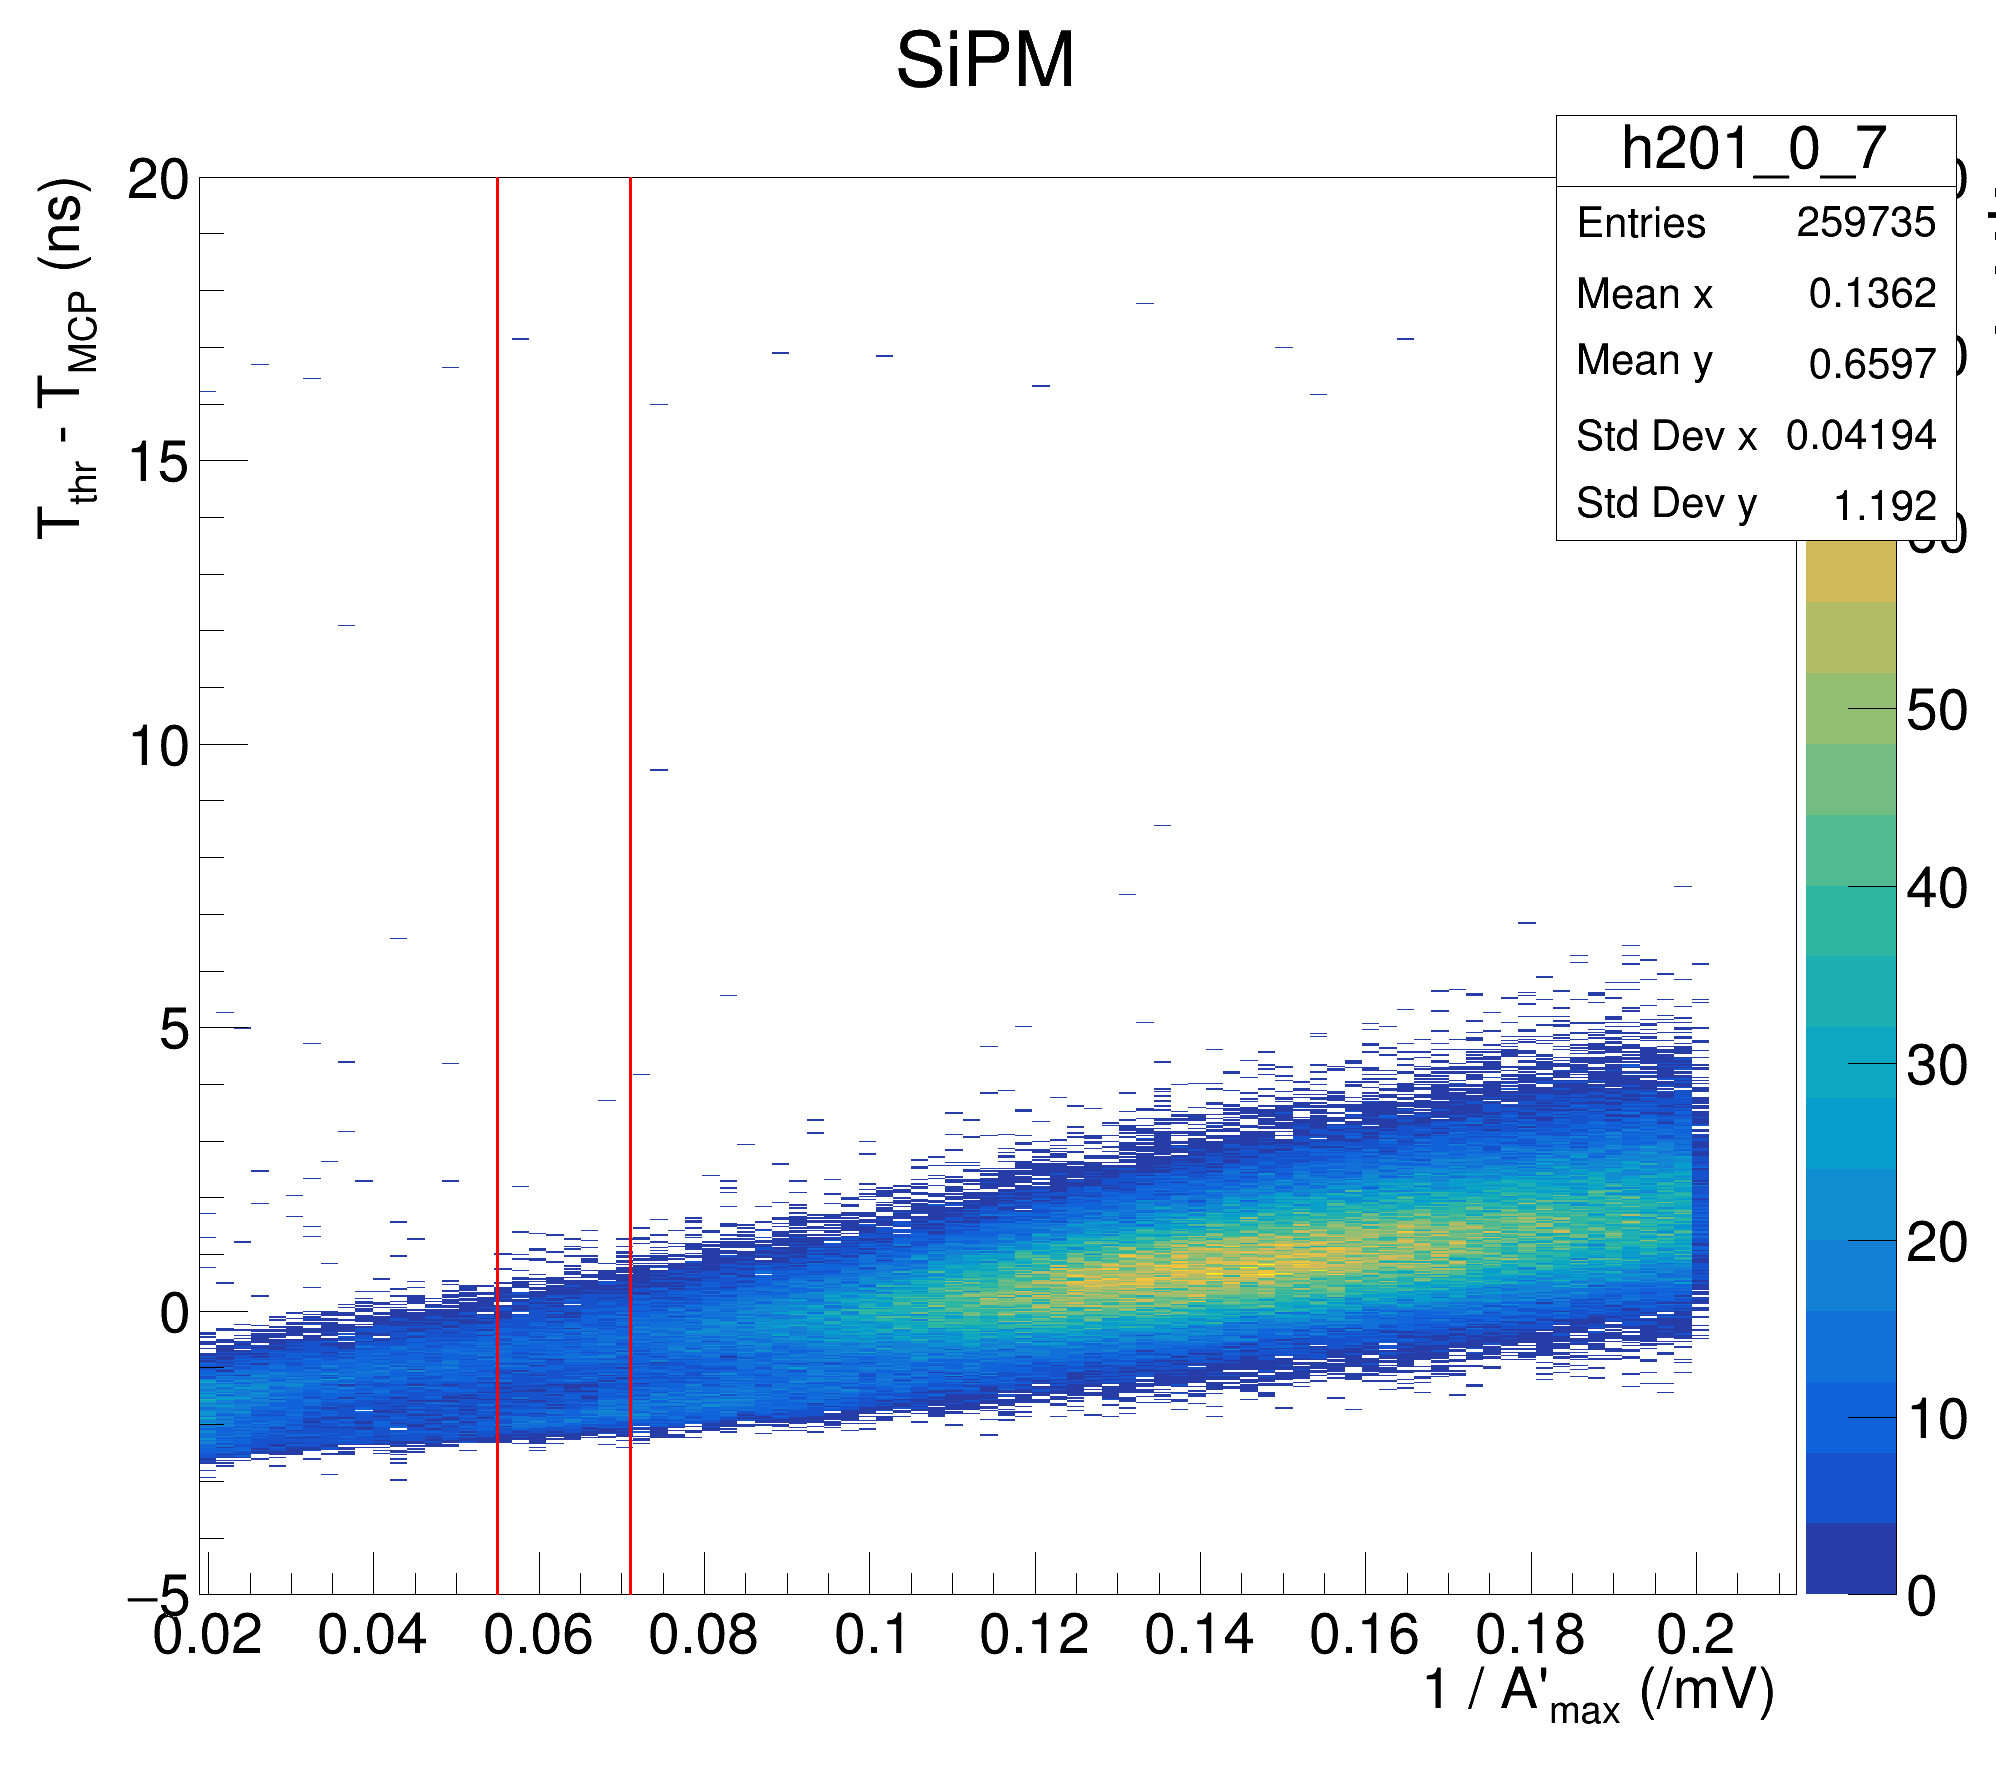 SiPM
h201_0_7
Entries 259735
Mean x 0.1362
Mean y 0.6597
Std Dev x 0.04194
Std Dev y 1.192
T_thr - T_MCP (ns)
20
15
10
5
0
−5
0.02 0.04 0.06 0.08 0.1 0.12 0.14 0.16 0.18 0.2
1 / A'_max (/mV)
50
40
30
20
10
0